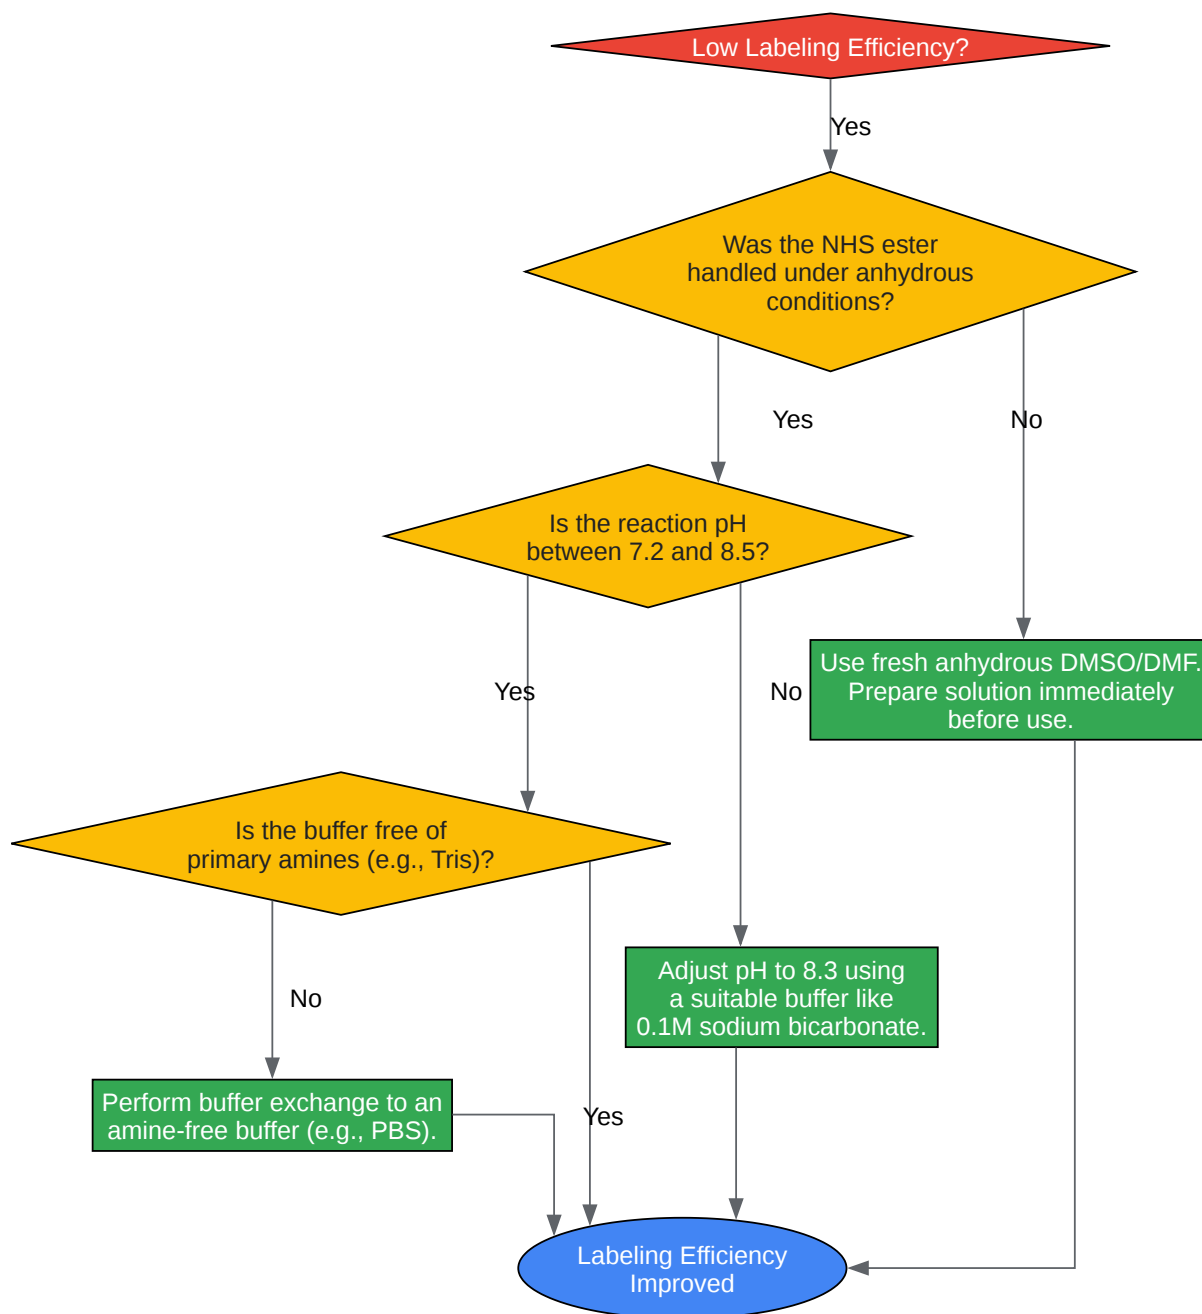 Low Labeling Efficiency?
Yes
Was the NHS ester
handled under anhydrous
conditions?
Yes
No
Is the reaction pH
between 7.2 and 8.5?
Yes
No
Use fresh anhydrous DMSO/DMF.
Prepare solution immediately
before use.
Is the buffer free of
primary amines (e.g., Tris)?
No
Yes
Adjust pH to 8.3 using
a suitable buffer like
0.1M sodium bicarbonate.
Perform buffer exchange to an
amine-free buffer (e.g., PBS).
Labeling Efficiency
Improved